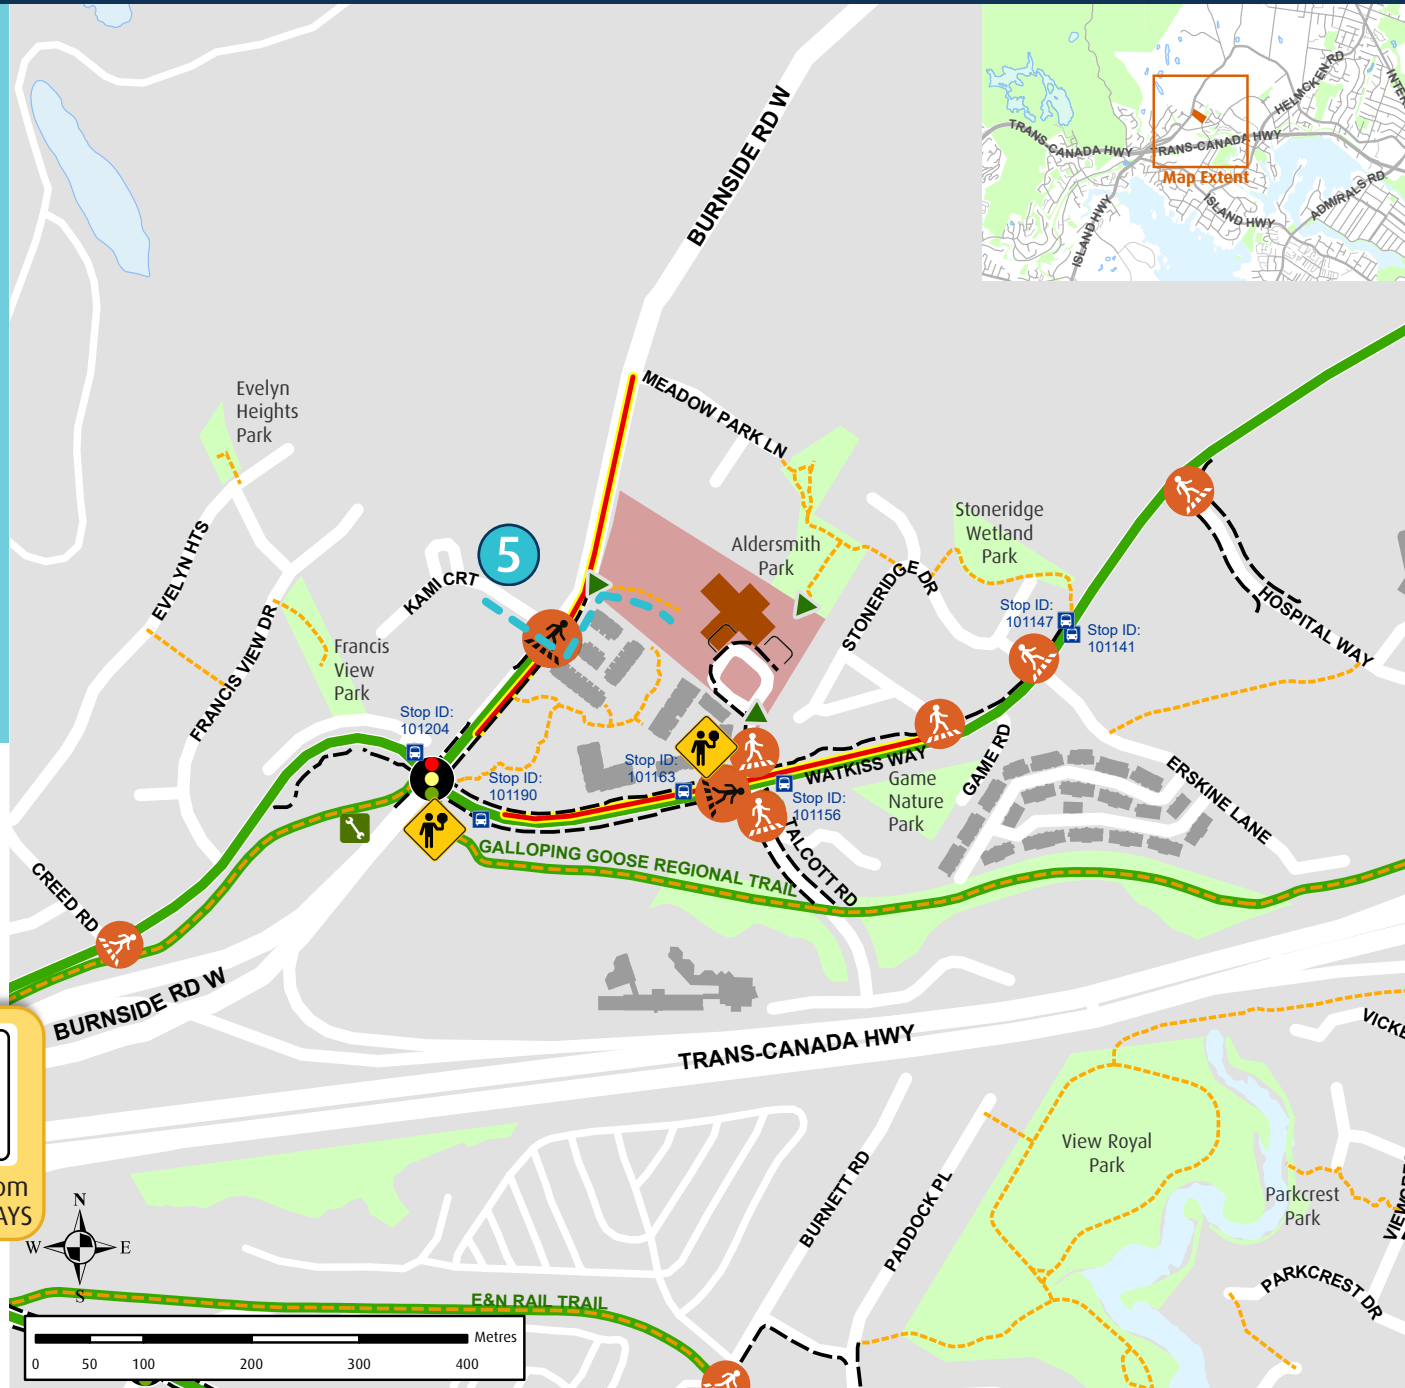 BURNSIDE RD W
TRANS-CANADA HWY
TRANS-CANADA HWY
HELMCKEN RD
Map Extent
ISLAND HWY
ISLAND HWY
ADMIRALS RD
MEADOW PARK LN
Evelyn
Heights
Park
EVELYN HTS
FRANCIS VIEW DR
Francis
View
Park
KAMI CRT
5
Aldersmith
Park
STONERIDGE DR
Stoneridge
Wetland
Park
Stop ID:
101147
Stop ID:
101141
HOSPITAL WAY
Stop ID:
101204
Stop ID:
101190
Stop ID:
101163
Stop ID:
101156
WATKISS WAY
GAME RD
Game
Nature
Park
ERSKINE LANE
TALCOTT RD
GALLOPING GOOSE REGIONAL TRAIL
CREED RD
BURNSIDE RD W
TRANS-CANADA HWY
View Royal
Park
Parkcrest
Park
BURNETT RD
PADDOCK PL
PARKCREST DR
E&N RAIL TRAIL
N
W
E
S
Metres
0 50 100 200 300 400